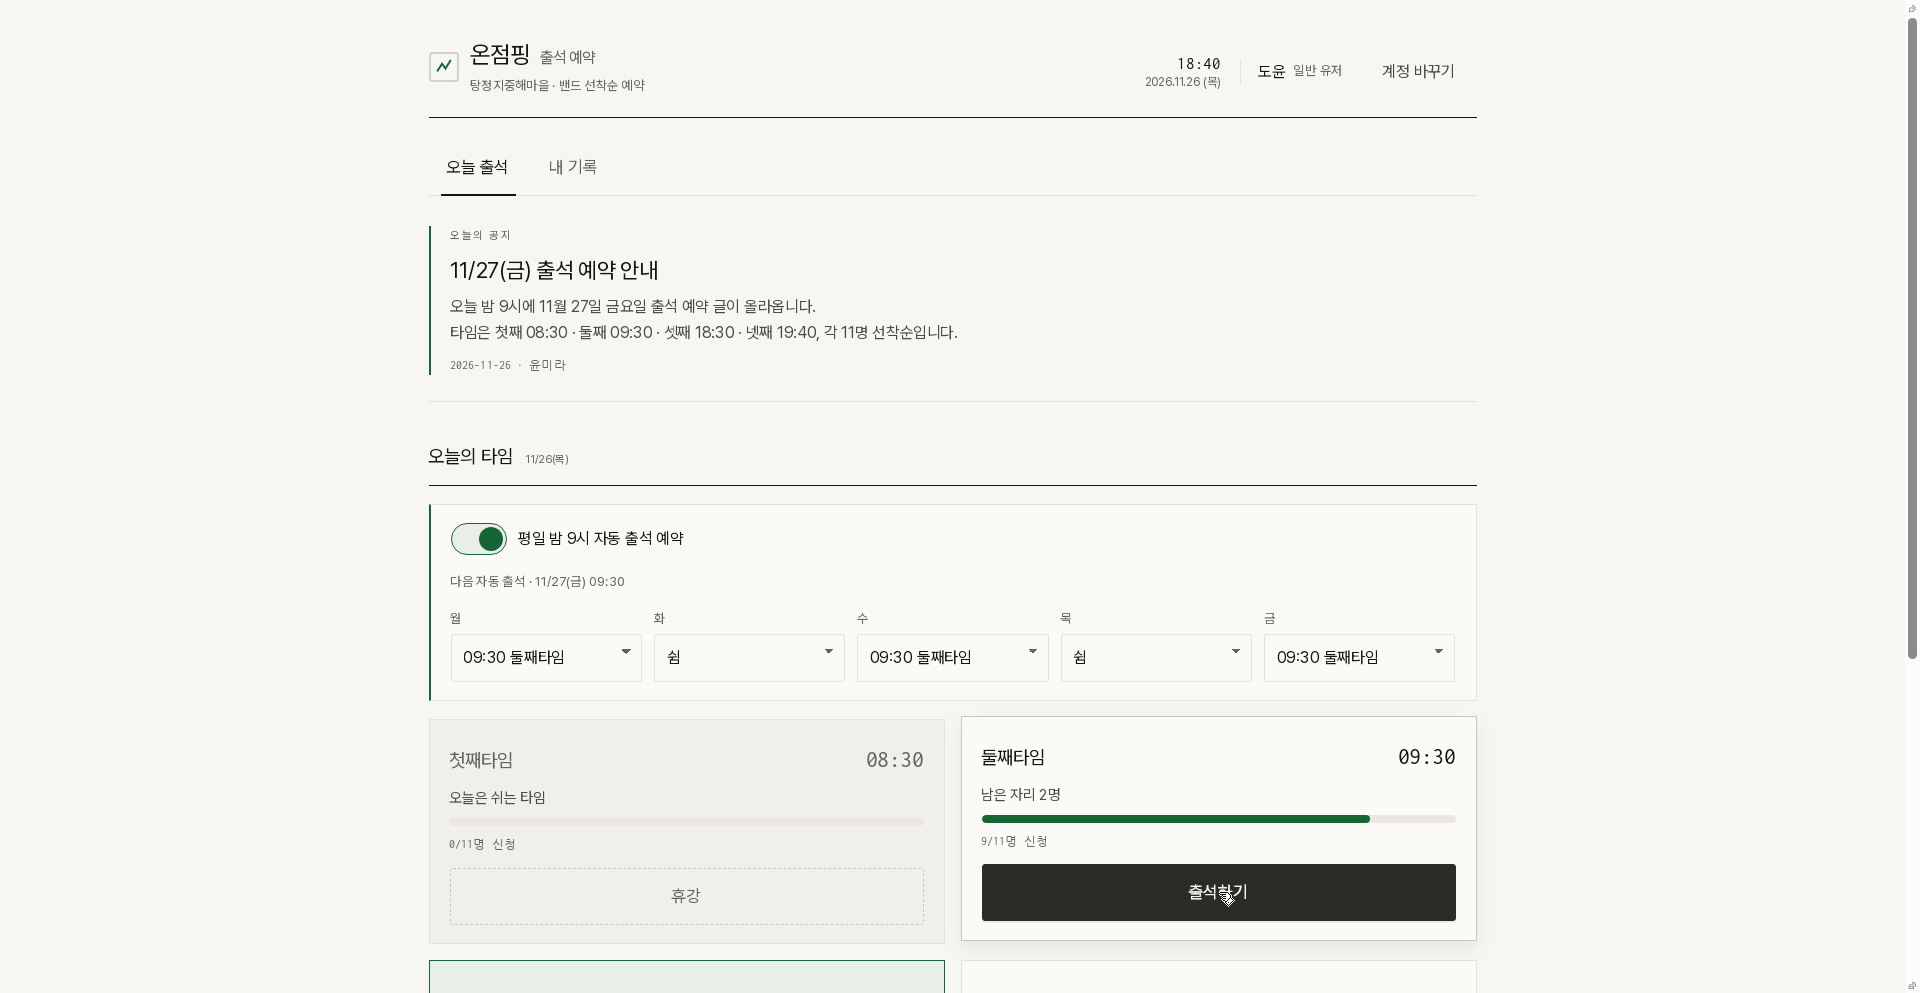 온점핑 출석 예약
탕정지중해마을 · 밴드 선착순 예약
18:40
2026.11.26 (목)
도윤 일반 유저
계정 바꾸기
오늘 출석
내 기록
오늘의 공지
11/27(금) 출석 예약 안내
오늘 밤 9시에 11월 27일 금요일 출석 예약 글이 올라옵니다.
타임은 첫째 08:30 · 둘째 09:30 · 셋째 18:30 · 넷째 19:40, 각 11명 선착순입니다.
2026-11-26 · 윤미라
오늘의 타임 11/26(목)
평일 밤 9시 자동 출석 예약
다음 자동 출석 · 11/27(금) 09:30
월
화
수
목
금
09:30 둘째타임
쉼
09:30 둘째타임
쉼
09:30 둘째타임
첫째타임 08:30
오늘은 쉬는 타임
0/11명 신청
휴강
둘째타임 09:30
남은 자리 2명
9/11명 신청
출석하기